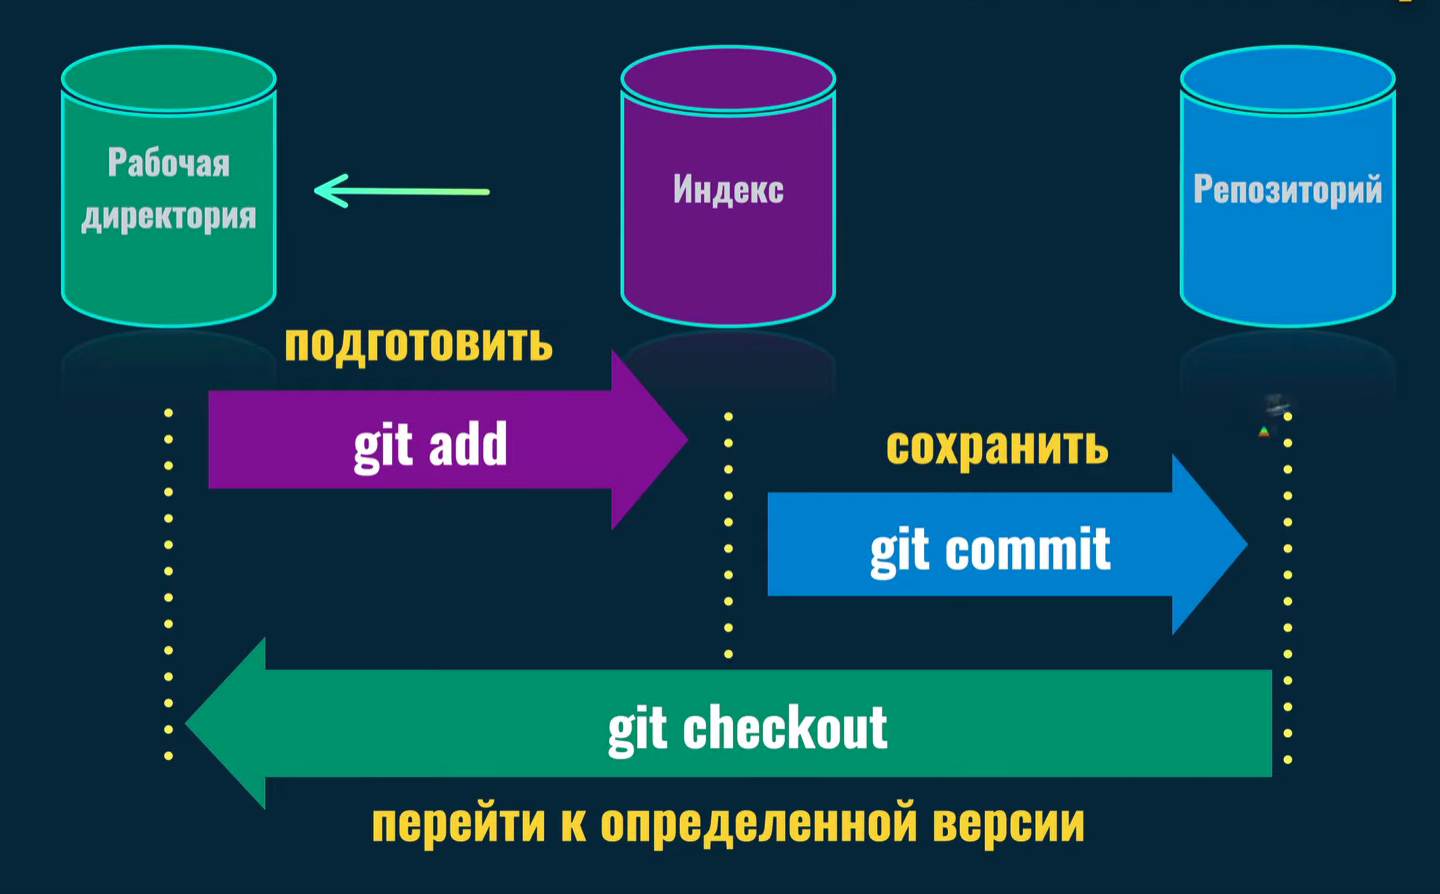 Рабочая
директория
Индекс
Репозиторий
подготовить
git add
сохранить
git commit
git checkout
перейти к определенной версии